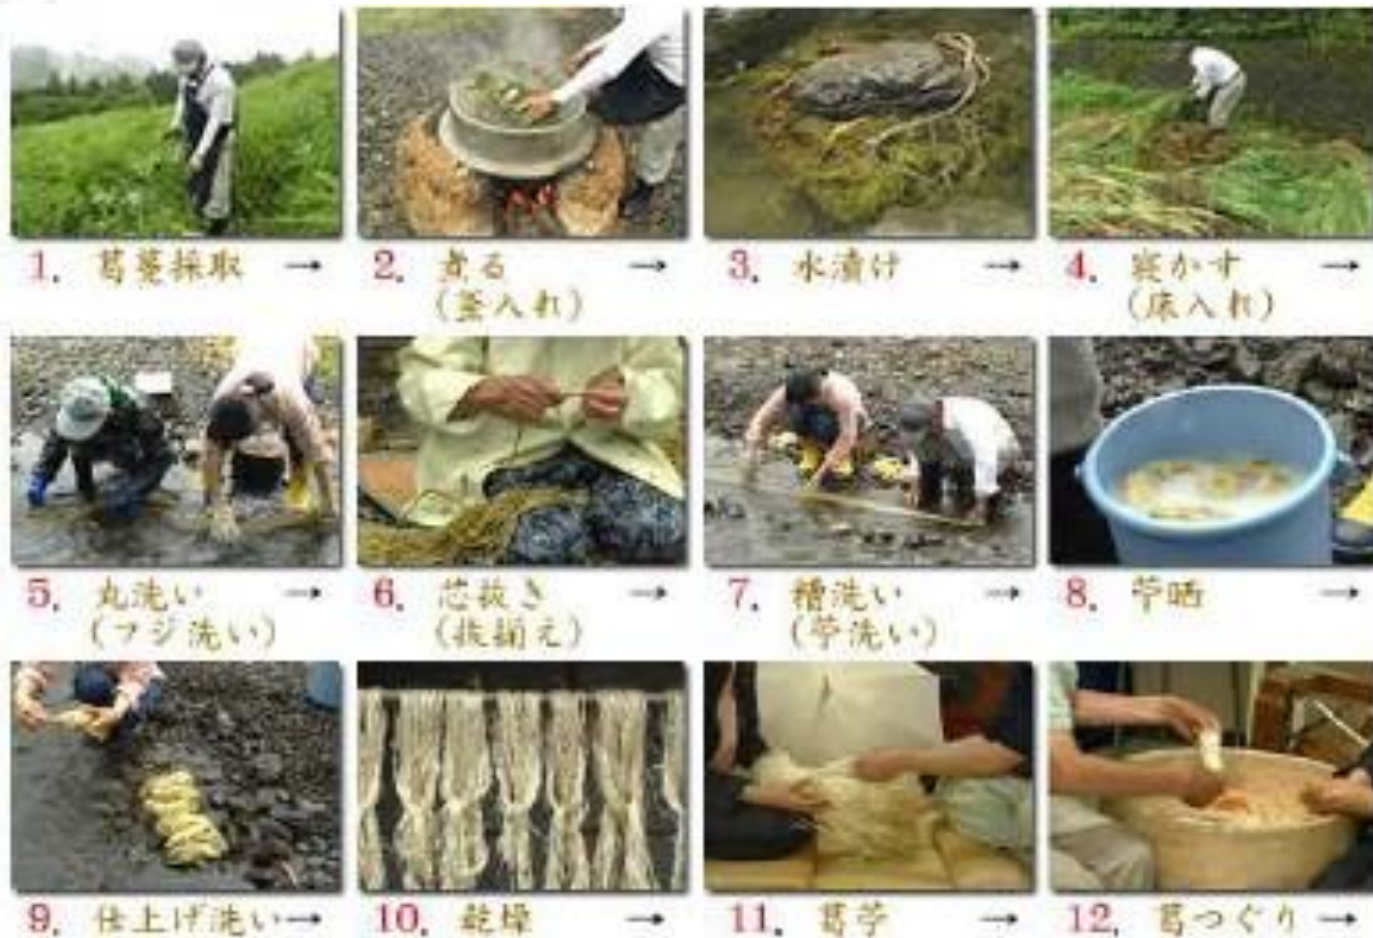 1. 葛蔓採取 →
2. 煮る →
(釜入れ)
3. 水漬け →
4. 寝かす →
(床入れ)
5. 丸洗い →
(フジ洗い)
6. 芯抜き →
(抜揃え)
7. 槽洗い →
(苧洗い)
8. 苧晒 →
9. 仕上げ洗い→
10. 乾燥 →
11. 葛苧 →
12. 葛つぐり →